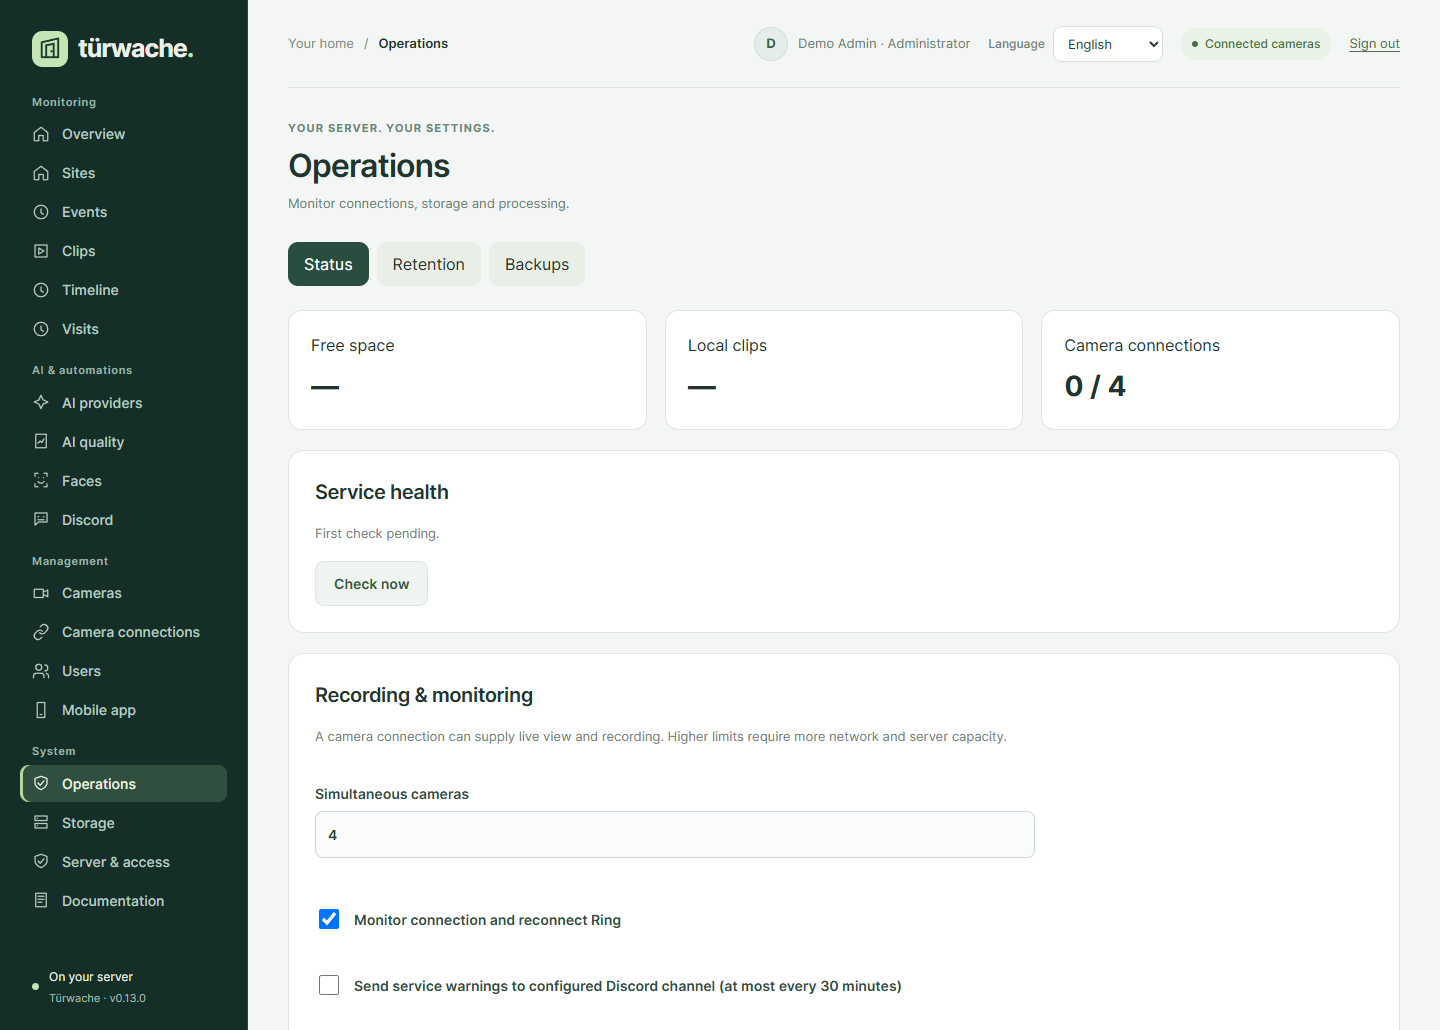 türwache.
Monitoring
Overview
Sites
Events
Clips
Timeline
Visits
AI & automations
AI providers
AI quality
Faces
Discord
Management
Cameras
Camera connections
Users
Mobile app
System
Operations
Storage
Server & access
Documentation
On your server
Türwache · v0.13.0
Your home / Operations
D Demo Admin · Administrator Language English Connected cameras Sign out
YOUR SERVER. YOUR SETTINGS.
Operations
Monitor connections, storage and processing.
Status Retention Backups
Free space
—
Local clips
—
Camera connections
0 / 4
Service health
First check pending.
Check now
Recording & monitoring
A camera connection can supply live view and recording. Higher limits require more network and server capacity.
Simultaneous cameras
4
Monitor connection and reconnect Ring
Send service warnings to configured Discord channel (at most every 30 minutes)